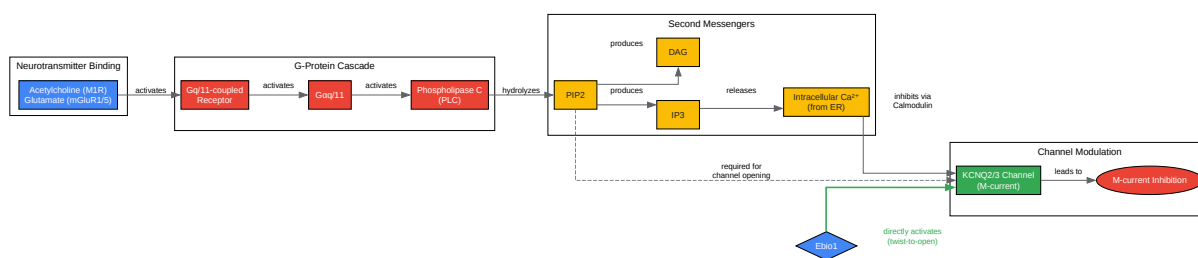 Neurotransmitter Binding
Acetylcholine (M1R)
Glutamate (mGluR1/5)
activates
G-Protein Cascade
Gq/11-coupled
Receptor
activates
Gαq/11
activates
Phospholipase C
(PLC)
hydrolyzes
Second Messengers
PIP2
produces
DAG
produces
IP3
releases
Intracellular Ca²⁺
(from ER)
inhibits via
Calmodulin
required for
channel opening
Channel Modulation
KCNQ2/3 Channel
(M-current)
leads to
M-current Inhibition
Ebio1
directly activates
(twist-to-open)